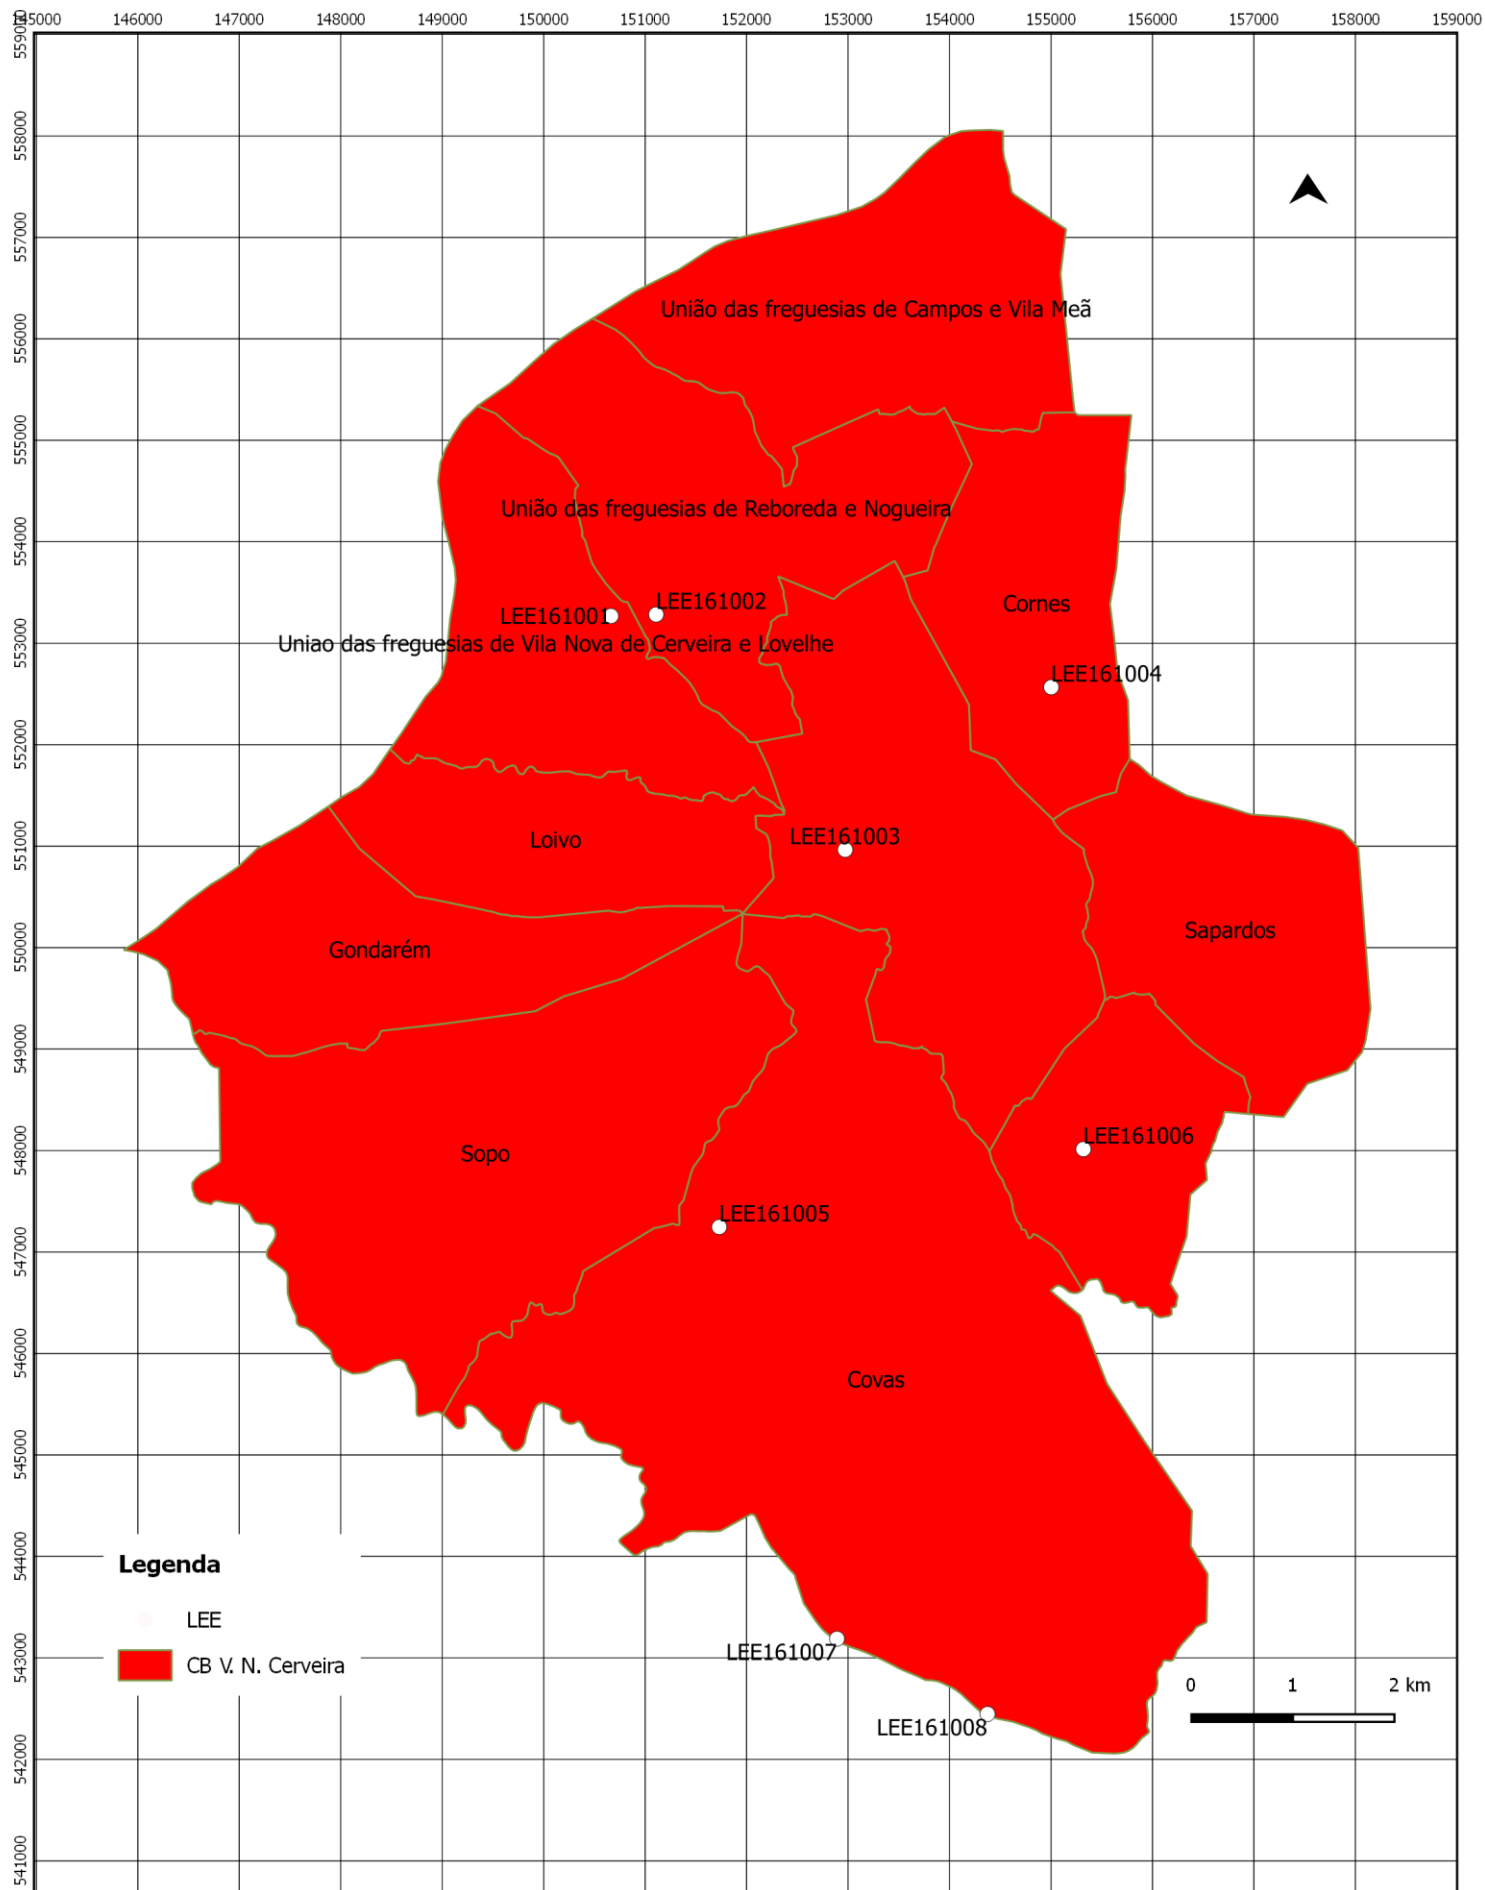 145000 146000 147000 148000 149000 150000 151000 152000 153000 154000 155000 156000 157000 158000 159000
559000
558000
557000
União das freguesias de Campos e Vila Meã
556000
555000
União das freguesias de Reboreda e Nogueira
554000
LEE161002
Cornes
LEE161001
Uniao das freguesias de Vila Nova de Cerveira e Lovelhe
553000
LEE161004
552000
LEE161003
Loivo
551000
Sapardos
Gondarém
550000
549000
LEE161006
Sopo
548000
LEE161005
547000
Covas
546000
545000
Legenda
544000
LEE
LEE161007
CB V. N. Cerveira
543000
0 1 2 km
LEE161008
542000
541000